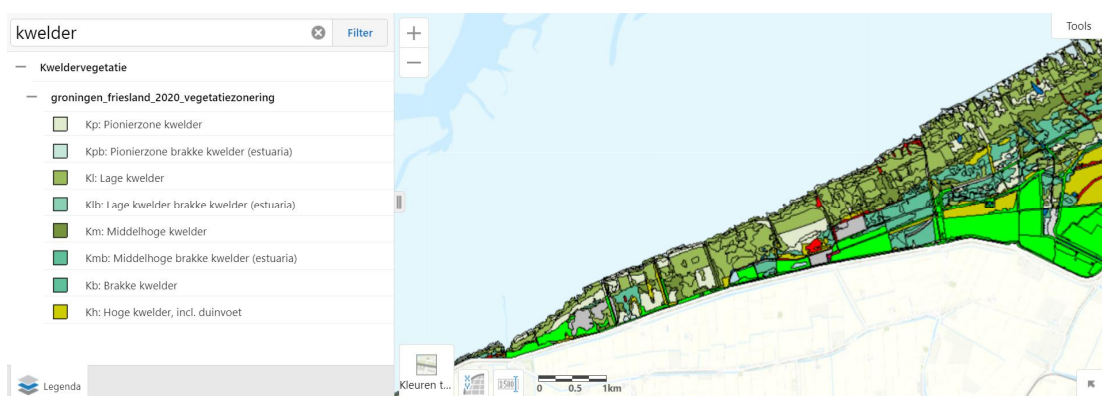 kwelder
Filter
Tools
Kweldervegetatie
groningen_friesland_2020_vegetatiezonering
Kp: Pionierzone kwelder
Kpb: Pionierzone brakke kwelder (estuaria)
Kl: Lage kwelder
Klb: Lage kwelder brakke kwelder (estuaria)
Km: Middelhoge kwelder
Kmb: Middelhoge brakke kwelder (estuaria)
Kb: Brakke kwelder
Kh: Hoge kwelder, incl. duinvoet
Legenda
Kleuren t...
X
Y
1:500
0 0.5 1km